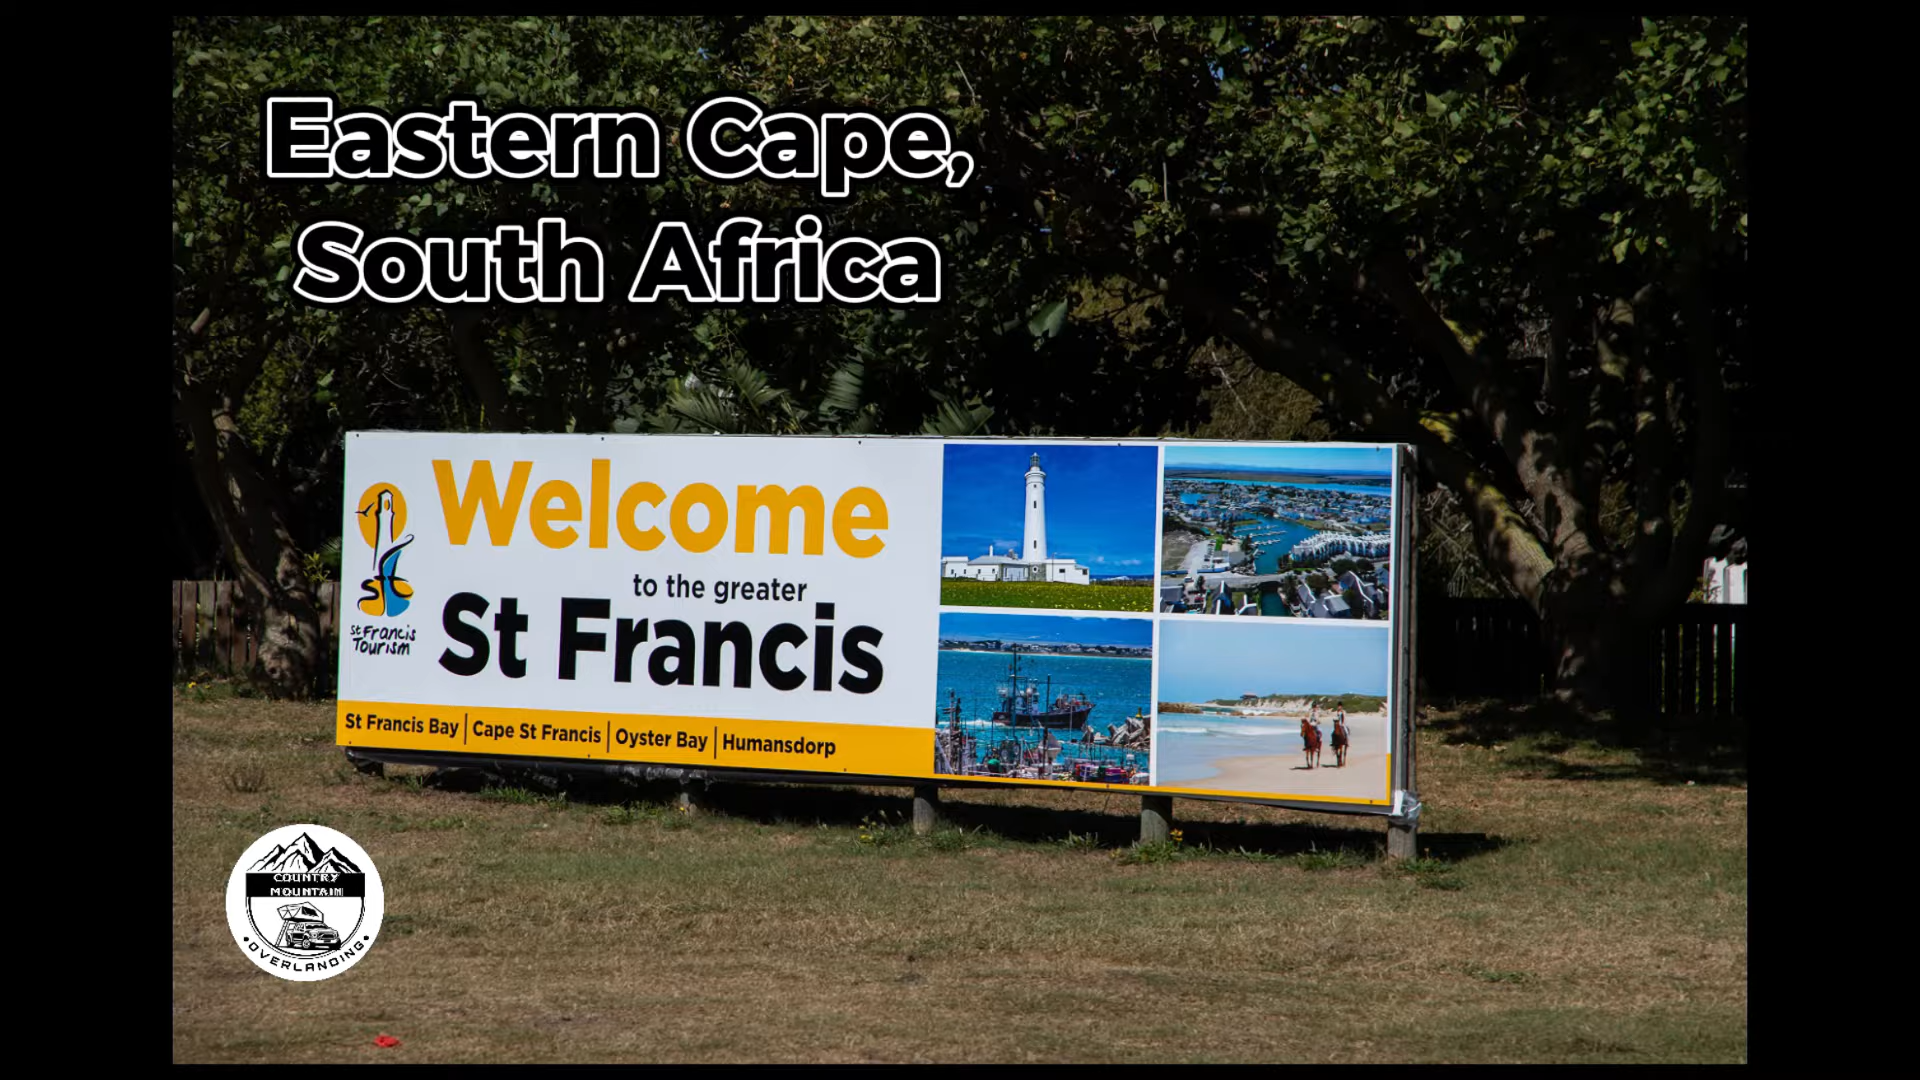 Eastern Cape,
South Africa
Welcome
to the greater
St Francis
stf
St Francis
Tourism
St Francis Bay | Cape St Francis | Oyster Bay | Humansdorp
COUNTRY
MOUNTAIN
•OVERLANDING•